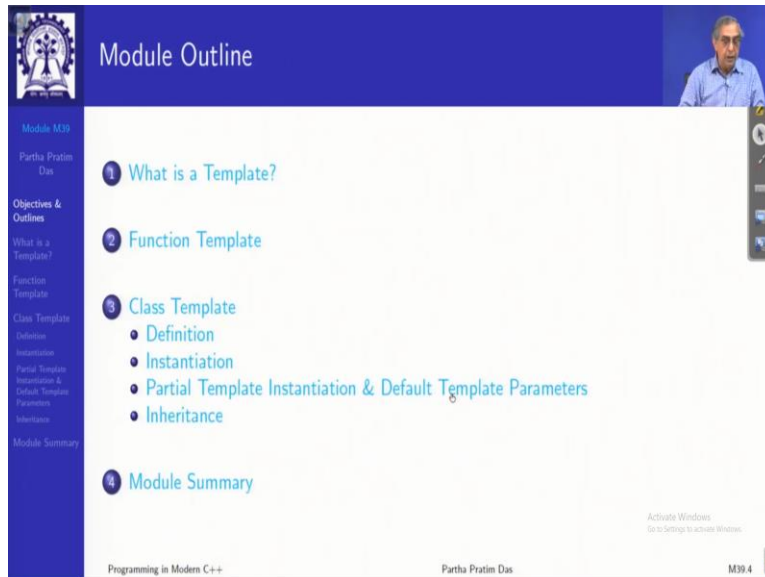 Module Outline
Module M39
Partha Pratim
Das
Objectives &
Outlines
What is a
Template?
Function
Template
Class Template
Definition
Instantiation
Partial Template
Instantiation &
Default Template
Parameters
Inheritance
Module Summary
1 What is a Template?
2 Function Template
3 Class Template
Definition
Instantiation
Partial Template Instantiation & Default Template Parameters
Inheritance
4 Module Summary
Activate Windows
Go to Settings to activate Windows.
Programming in Modern C++ Partha Pratim Das M39.4